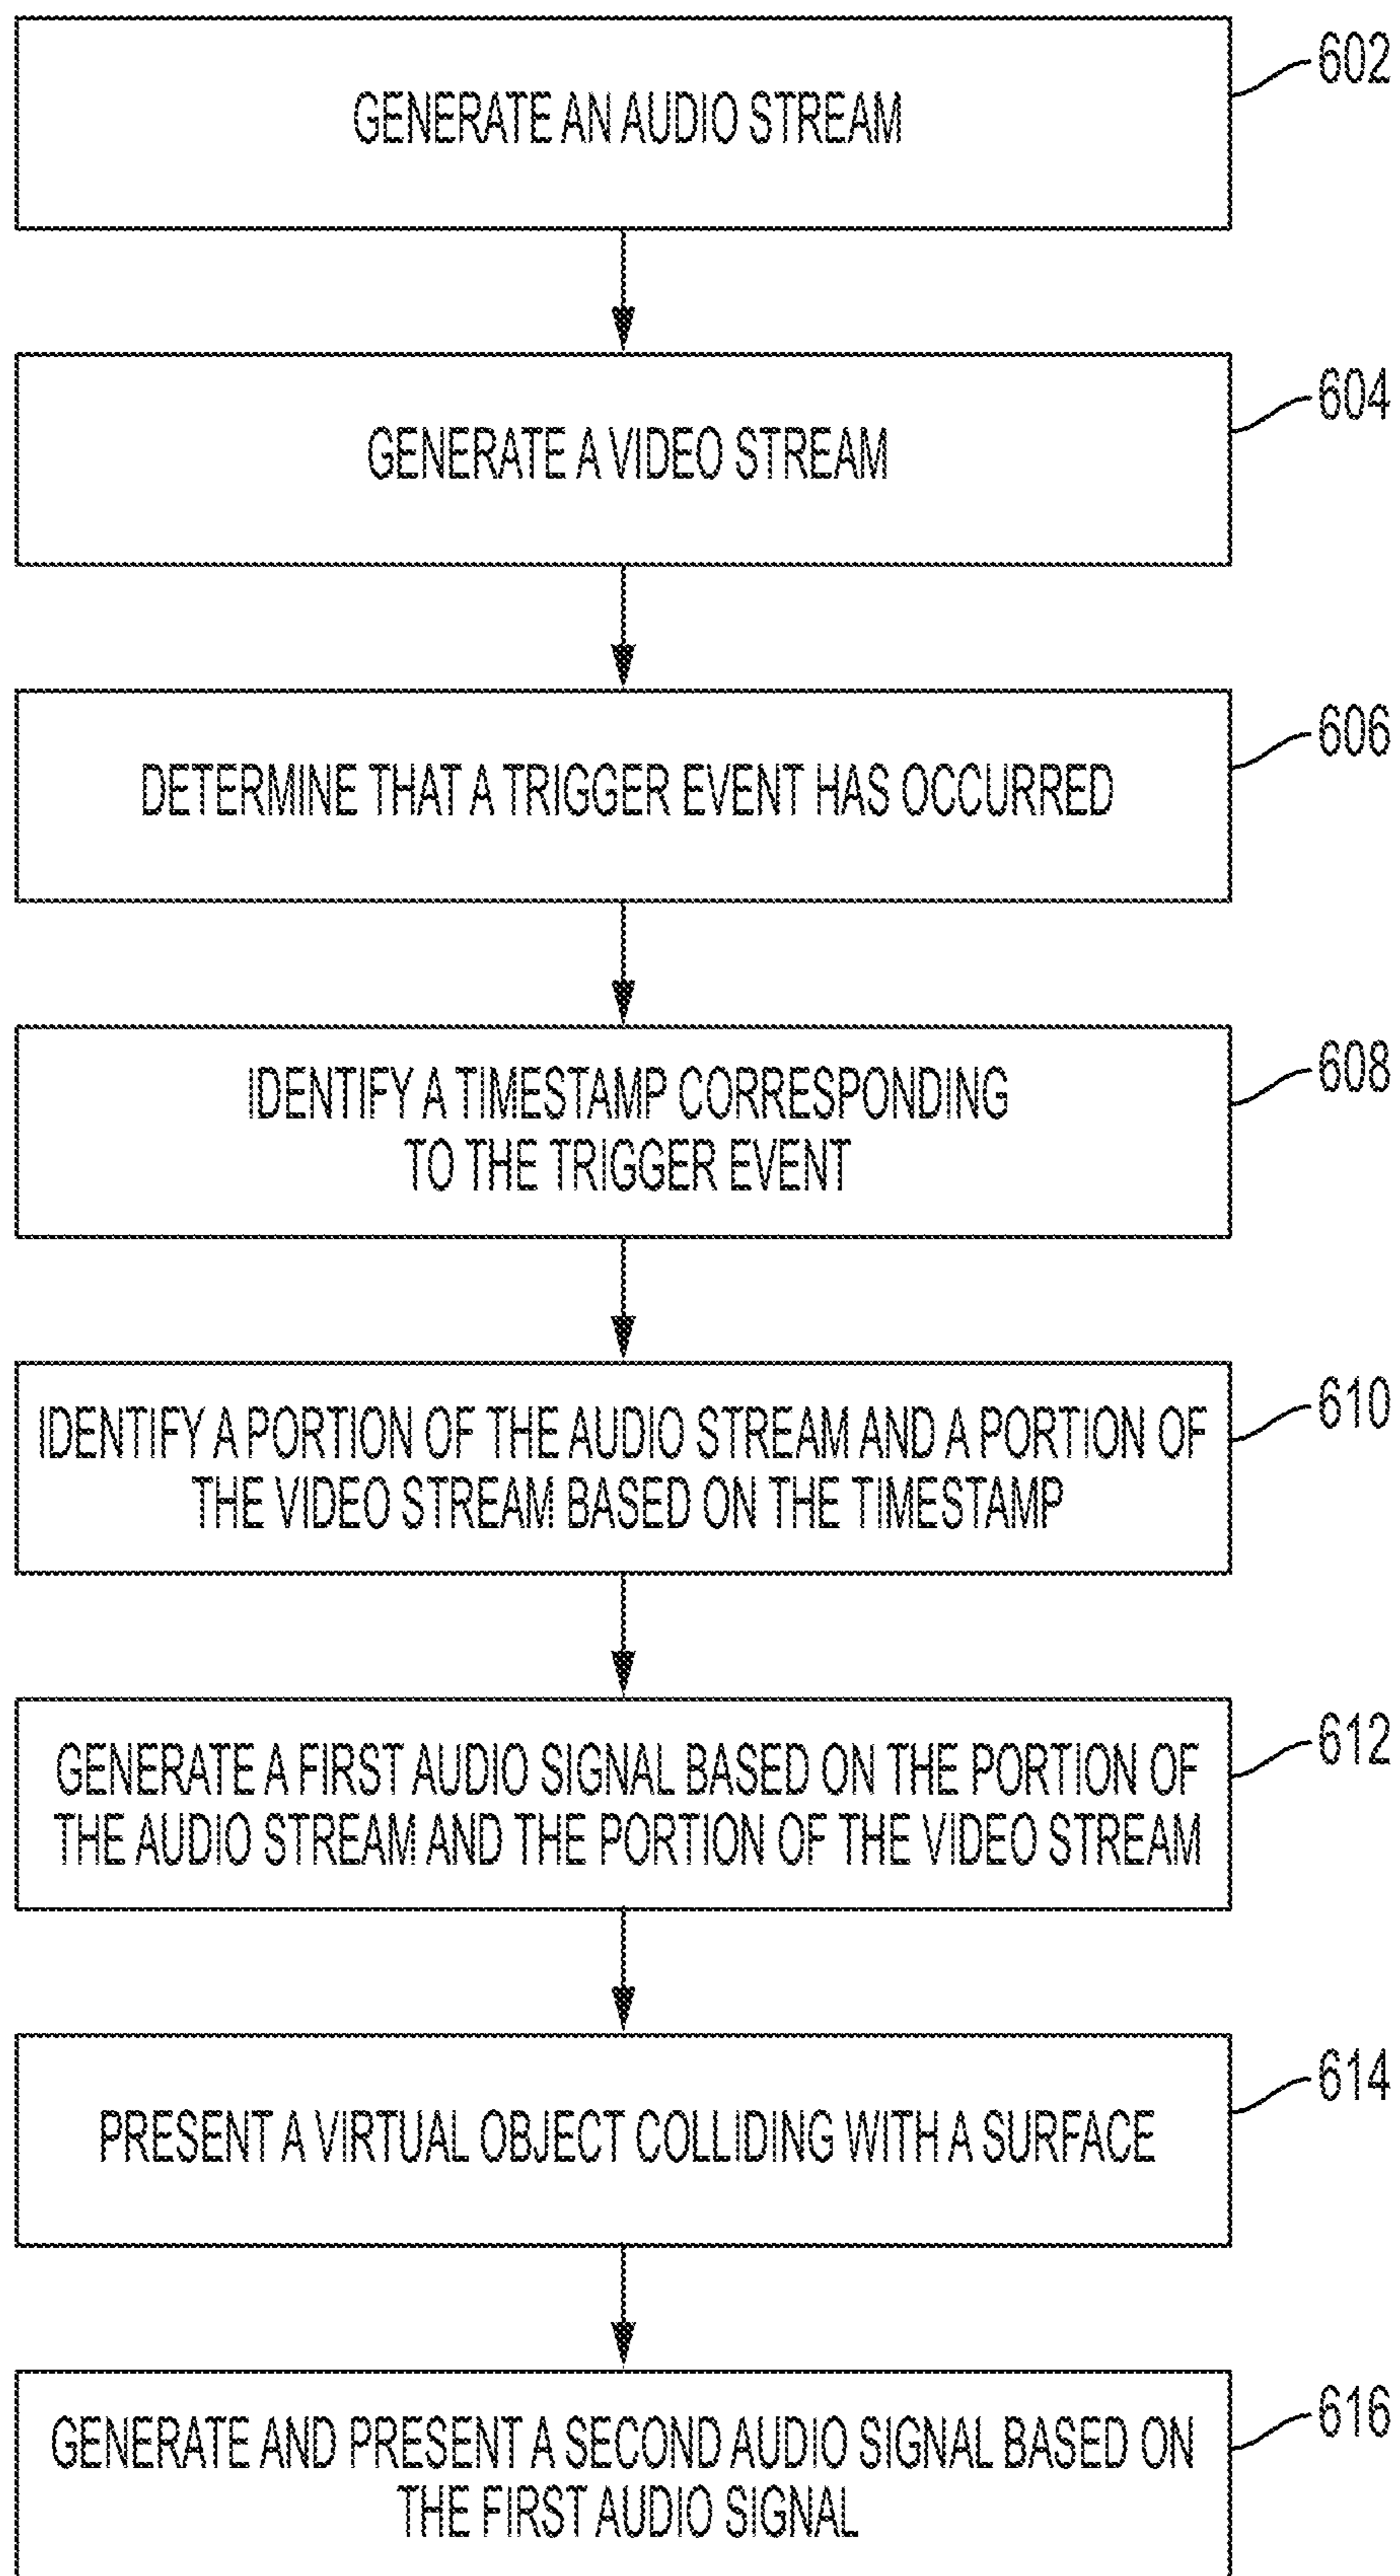 602
GENERATE AN AUDIO STREAM
604
GENERATE A VIDEO STREAM
606
DETERMINE THAT A TRIGGER EVENT HAS OCCURRED
608
IDENTIFY A TIMESTAMP CORRESPONDING
TO THE TRIGGER EVENT
610
IDENTIFY A PORTION OF THE AUDIO STREAM AND A PORTION OF
THE VIDEO STREAM BASED ON THE TIMESTAMP
612
GENERATE A FIRST AUDIO SIGNAL BASED ON THE PORTION OF
THE AUDIO STREAM AND THE PORTION OF THE VIDEO STREAM
614
PRESENT A VIRTUAL OBJECT COLLIDING WITH A SURFACE
616
GENERATE AND PRESENT A SECOND AUDIO SIGNAL BASED ON
THE FIRST AUDIO SIGNAL